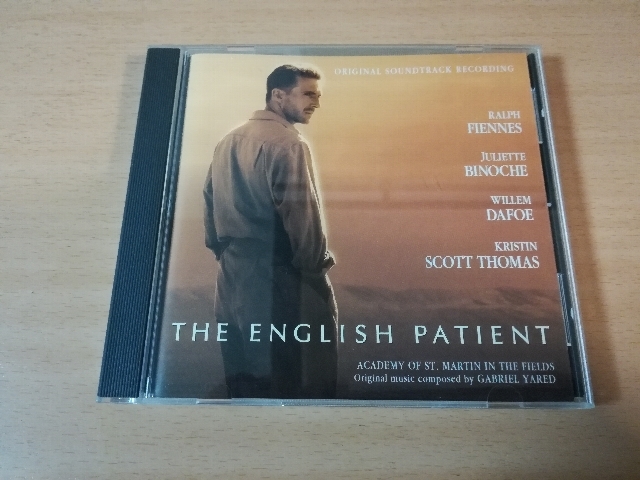 ORIGINAL SOUNDTRACK RECORDING
RALPH
FIENNES
JULIETTE
BINOCHE
WILLEM
DAFOE
KRISTIN
SCOTT THOMAS
THE ENGLISH PATIENT
ACADEMY OF ST. MARTIN IN THE FIELDS
Original music composed by GABRIEL YARED